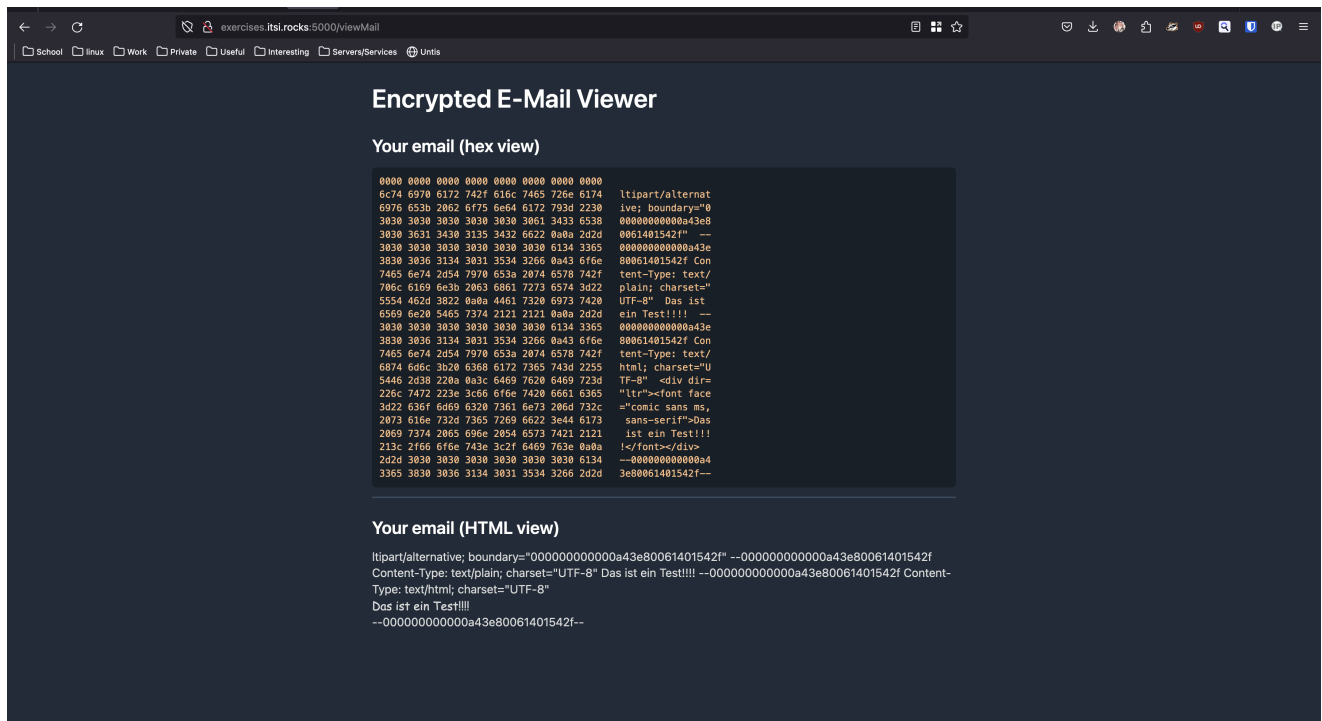 exercises.itsi.rocks:5000/viewMail
School linux Work Private Useful Interesting Servers/Services Untis
Encrypted E-Mail Viewer
Your email (hex view)
0000 0000 0000 0000 0000 0000 0000 0000
6c74 6970 6172 742f 616c 7465 726e 6174 ltipart/alternat
6976 653b 2062 6f75 6e64 6172 793d 2230 ive; boundary="0
3030 3030 3030 3030 3030 3061 3433 6538 00000000000a43e8
3030 3631 3430 3135 3432 6622 0a0a 2d2d 0061401542f" --
3030 3030 3030 3030 3030 3030 6134 3365 000000000000a43e
3830 3036 3134 3031 3534 3266 0a43 6f6e 80061401542f Con
7465 6e74 2d54 7970 653a 2074 6578 742f tent-Type: text/
706c 6169 6e3b 2063 6861 7273 6574 3d22 plain; charset="
5554 462d 3822 0a0a 4461 7320 6973 7420 UTF-8" Das ist
6569 6e20 5465 7374 2121 2121 0a0a 2d2d ein Test!!!! --
3030 3030 3030 3030 3030 3030 6134 3365 000000000000a43e
3830 3036 3134 3031 3534 3266 0a43 6f6e 80061401542f Con
7465 6e74 2d54 7970 653a 2074 6578 742f tent-Type: text/
6874 6d6c 3b20 6368 6172 7365 743d 2255 html; charset="U
5446 2d38 220a 0a3c 6469 7620 6469 723d TF-8" <div dir=
226c 7472 223e 3c66 6f6e 7420 6661 6365 "ltr"><font face
3d22 636f 6d69 6320 7361 6e73 206d 732c ="comic sans ms,
2073 616e 732d 7365 7269 6622 3e44 6173 sans-serif">Das
2069 7374 2065 696e 2054 6573 7421 2121 ist ein Test!!!
213c 2f66 6f6e 743e 3c2f 6469 763e 0a0a !</font></div>
2d2d 3030 3030 3030 3030 3030 3030 6134 --000000000000a4
3365 3830 3036 3134 3031 3534 3266 2d2d 3e80061401542f--
Your email (HTML view)
ltipart/alternative; boundary="000000000000a43e80061401542f" --000000000000a43e80061401542f
Content-Type: text/plain; charset="UTF-8" Das ist ein Test!!!! --000000000000a43e80061401542f Content-
Type: text/html; charset="UTF-8"
Das ist ein Test!!!!
--000000000000a43e80061401542f--